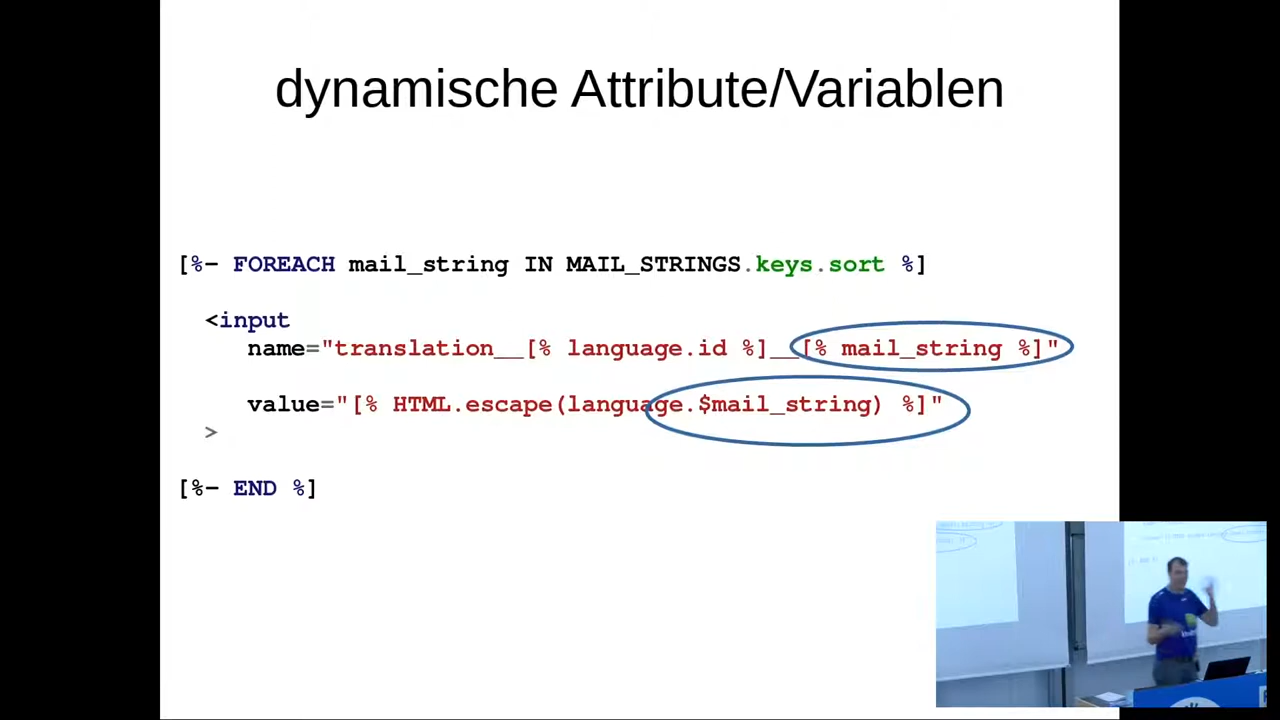 dynamische Attribute/Variablen
[%- FOREACH mail_string IN MAIL_STRINGS.keys.sort %]
<input
name="translation__[% language.id %]__[% mail_string %]"
value="[% HTML.escape(language.$mail_string) %]"
>
[%- END %]